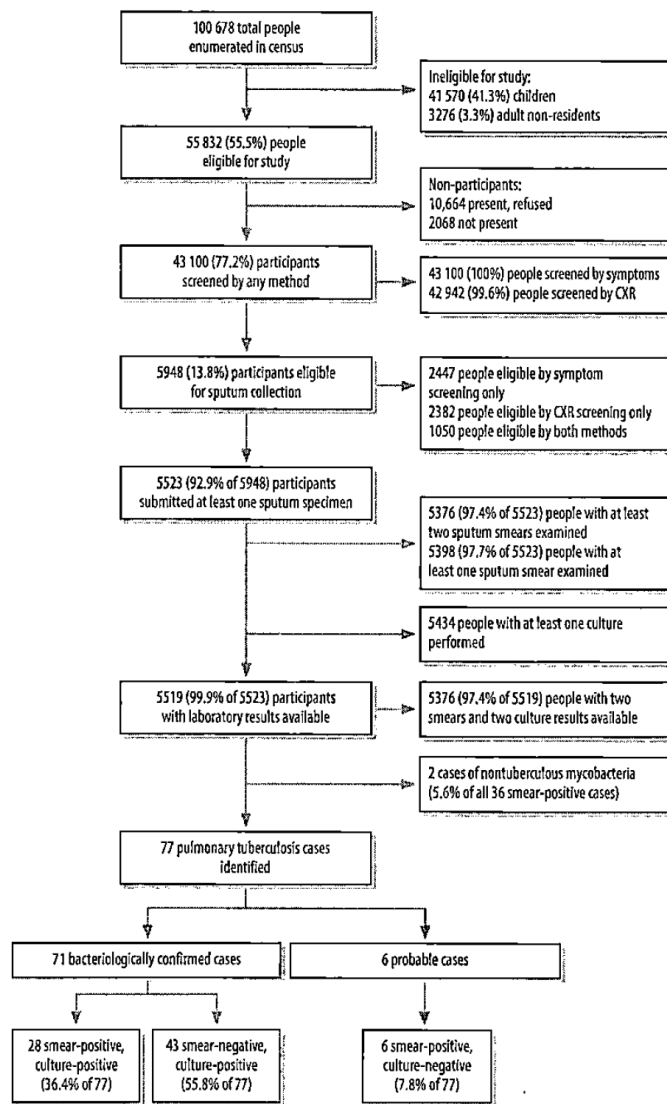 100 678 total people
enumerated in census
Ineligible for study:
41 570 (41.3%) children
3276 (3.3%) adult non-residents
55 832 (55.5%) people
eligible for study
Non-participants:
10,664 present, refused
2068 not present
43 100 (77.2%) participants
screened by any method
43 100 (100%) people screened by symptoms
42 942 (99.6%) people screened by CXR
5948 (13.8%) participants eligible
for sputum collection
2447 people eligible by symptom
screening only
2382 people eligible by CXR screening only
1050 people eligible by both methods
5523 (92.9% of 5948) participants
submitted at least one sputum specimen
5376 (97.4% of 5523) people with at least
two sputum smears examined
5398 (97.7% of 5523) people with at
least one sputum smear examined
5434 people with at least one culture
performed
5519 (99.9% of 5523) participants
with laboratory results available
5376 (97.4% of 5519) people with two
smears and two culture results available
2 cases of nontuberculous mycobacteria
(5.6% of all 36 smear-positive cases)
77 pulmonary tuberculosis cases
identified
71 bacteriologically confirmed cases
6 probable cases
28 smear-positive,
culture-positive
(36.4% of 77)
43 smear-negative,
culture-positive
(55.8% of 77)
6 smear-positive,
culture-negative
(7.8% of 77)